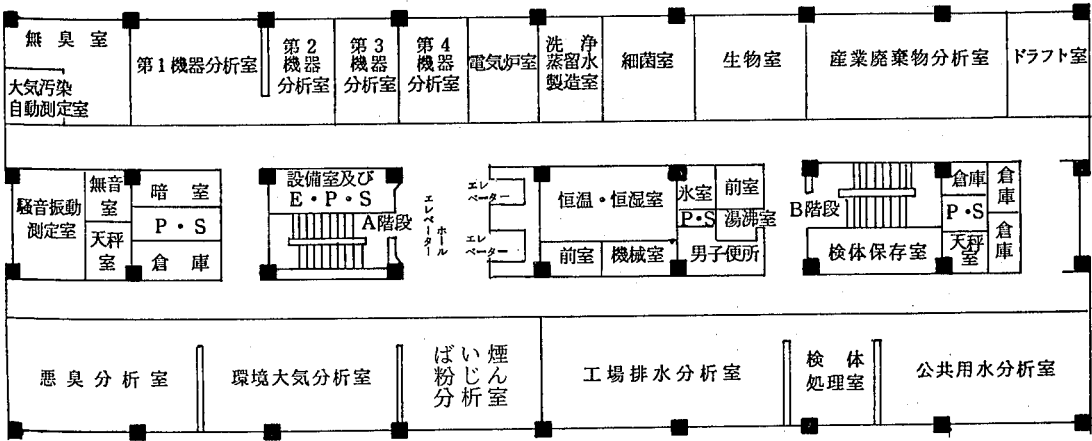 無臭室
大気汚染
自動測定室
第1機器分析室
第2
機器
分析室
第3
機器
分析室
第4
機器
分析室
電気炉室
洗浄
蒸留水
製造室
細菌室
生物室
産業廃棄物分析室
ドラフト室
騒音振動
測定室
無音
室
天秤
室
暗室
P・S
倉庫
設備室及び
E・P・S
A階段
エレベーター
ホール
エレ
ベーター
エレ
ベーター
恒温・恒湿室
前室
機械室
氷室
P・S
前室
湯沸室
男子便所
B階段
検体保存室
倉庫
P・S
天秤
室
倉庫
倉庫
悪臭分析室
環境大気分析室
煙ん室
いじ析
ば粉分
工場排水分析室
検体
処理室
公共用水分析室